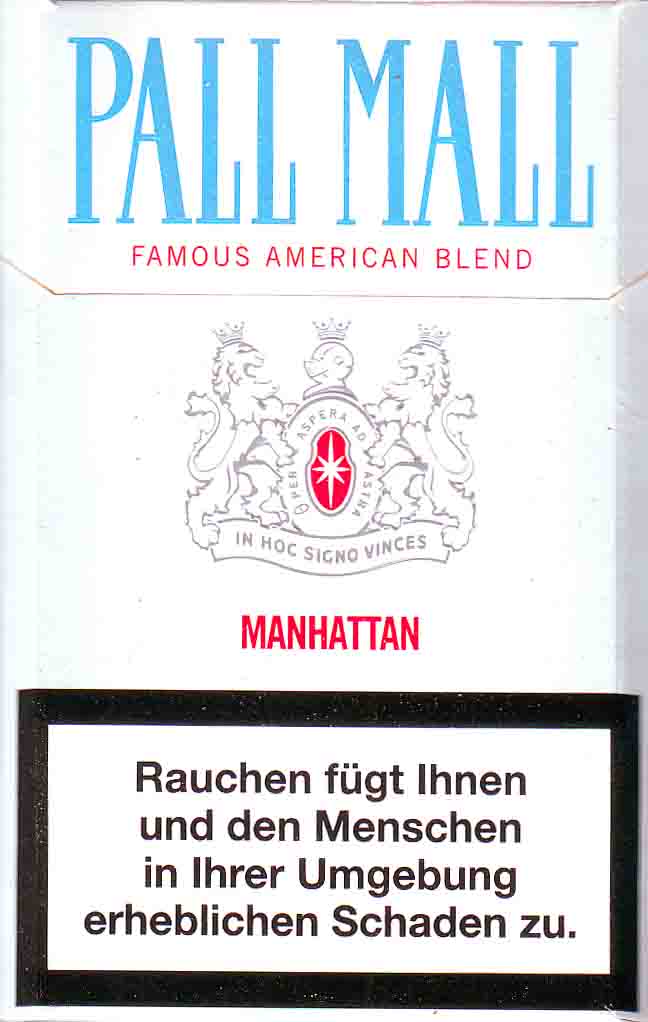 PALL MALL
FAMOUS AMERICAN BLEND
PER ASPERA AD ASTRA
IN HOC SIGNO VINCES
MANHATTAN
Rauchen fügt Ihnen
und den Menschen
in Ihrer Umgebung
erheblichen Schaden zu.